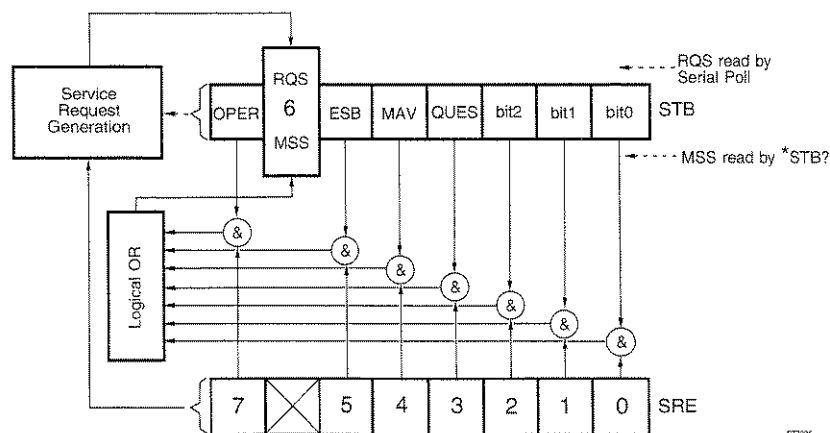 RQS read by
Serial Poll
Service
Request
Generation
RQS
6
MSS
OPER
ESB
MAV
QUES
bit2
bit1
bit0
STB
MSS read by *STB?
Logical OR
&
&
&
&
&
&
&
7
5
4
3
2
1
0
SRE